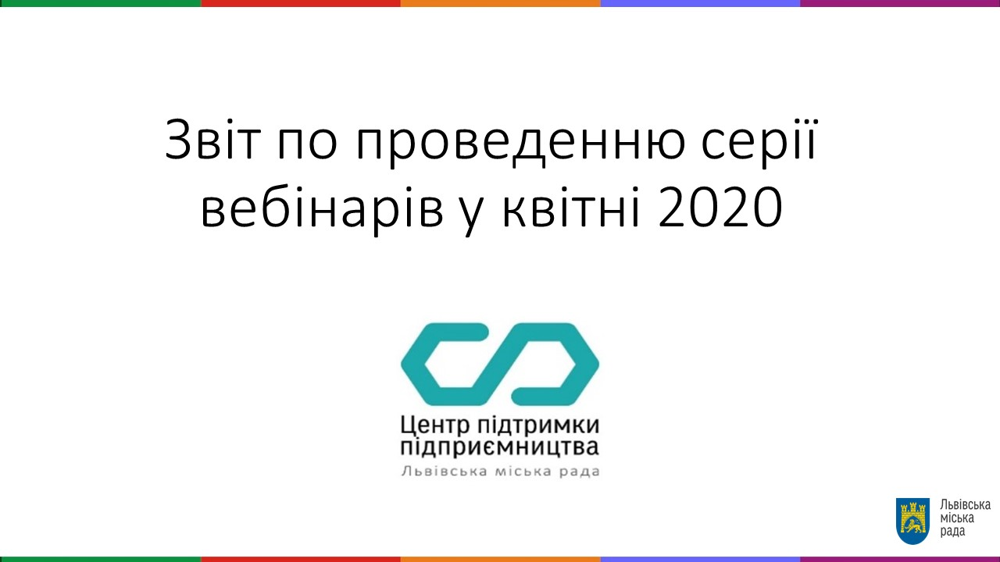 Звіт по проведенню серії
вебінарів у квітні 2020
Центр підтримки
підприємництва
Львівська міська рада
Львівська
міська
рада